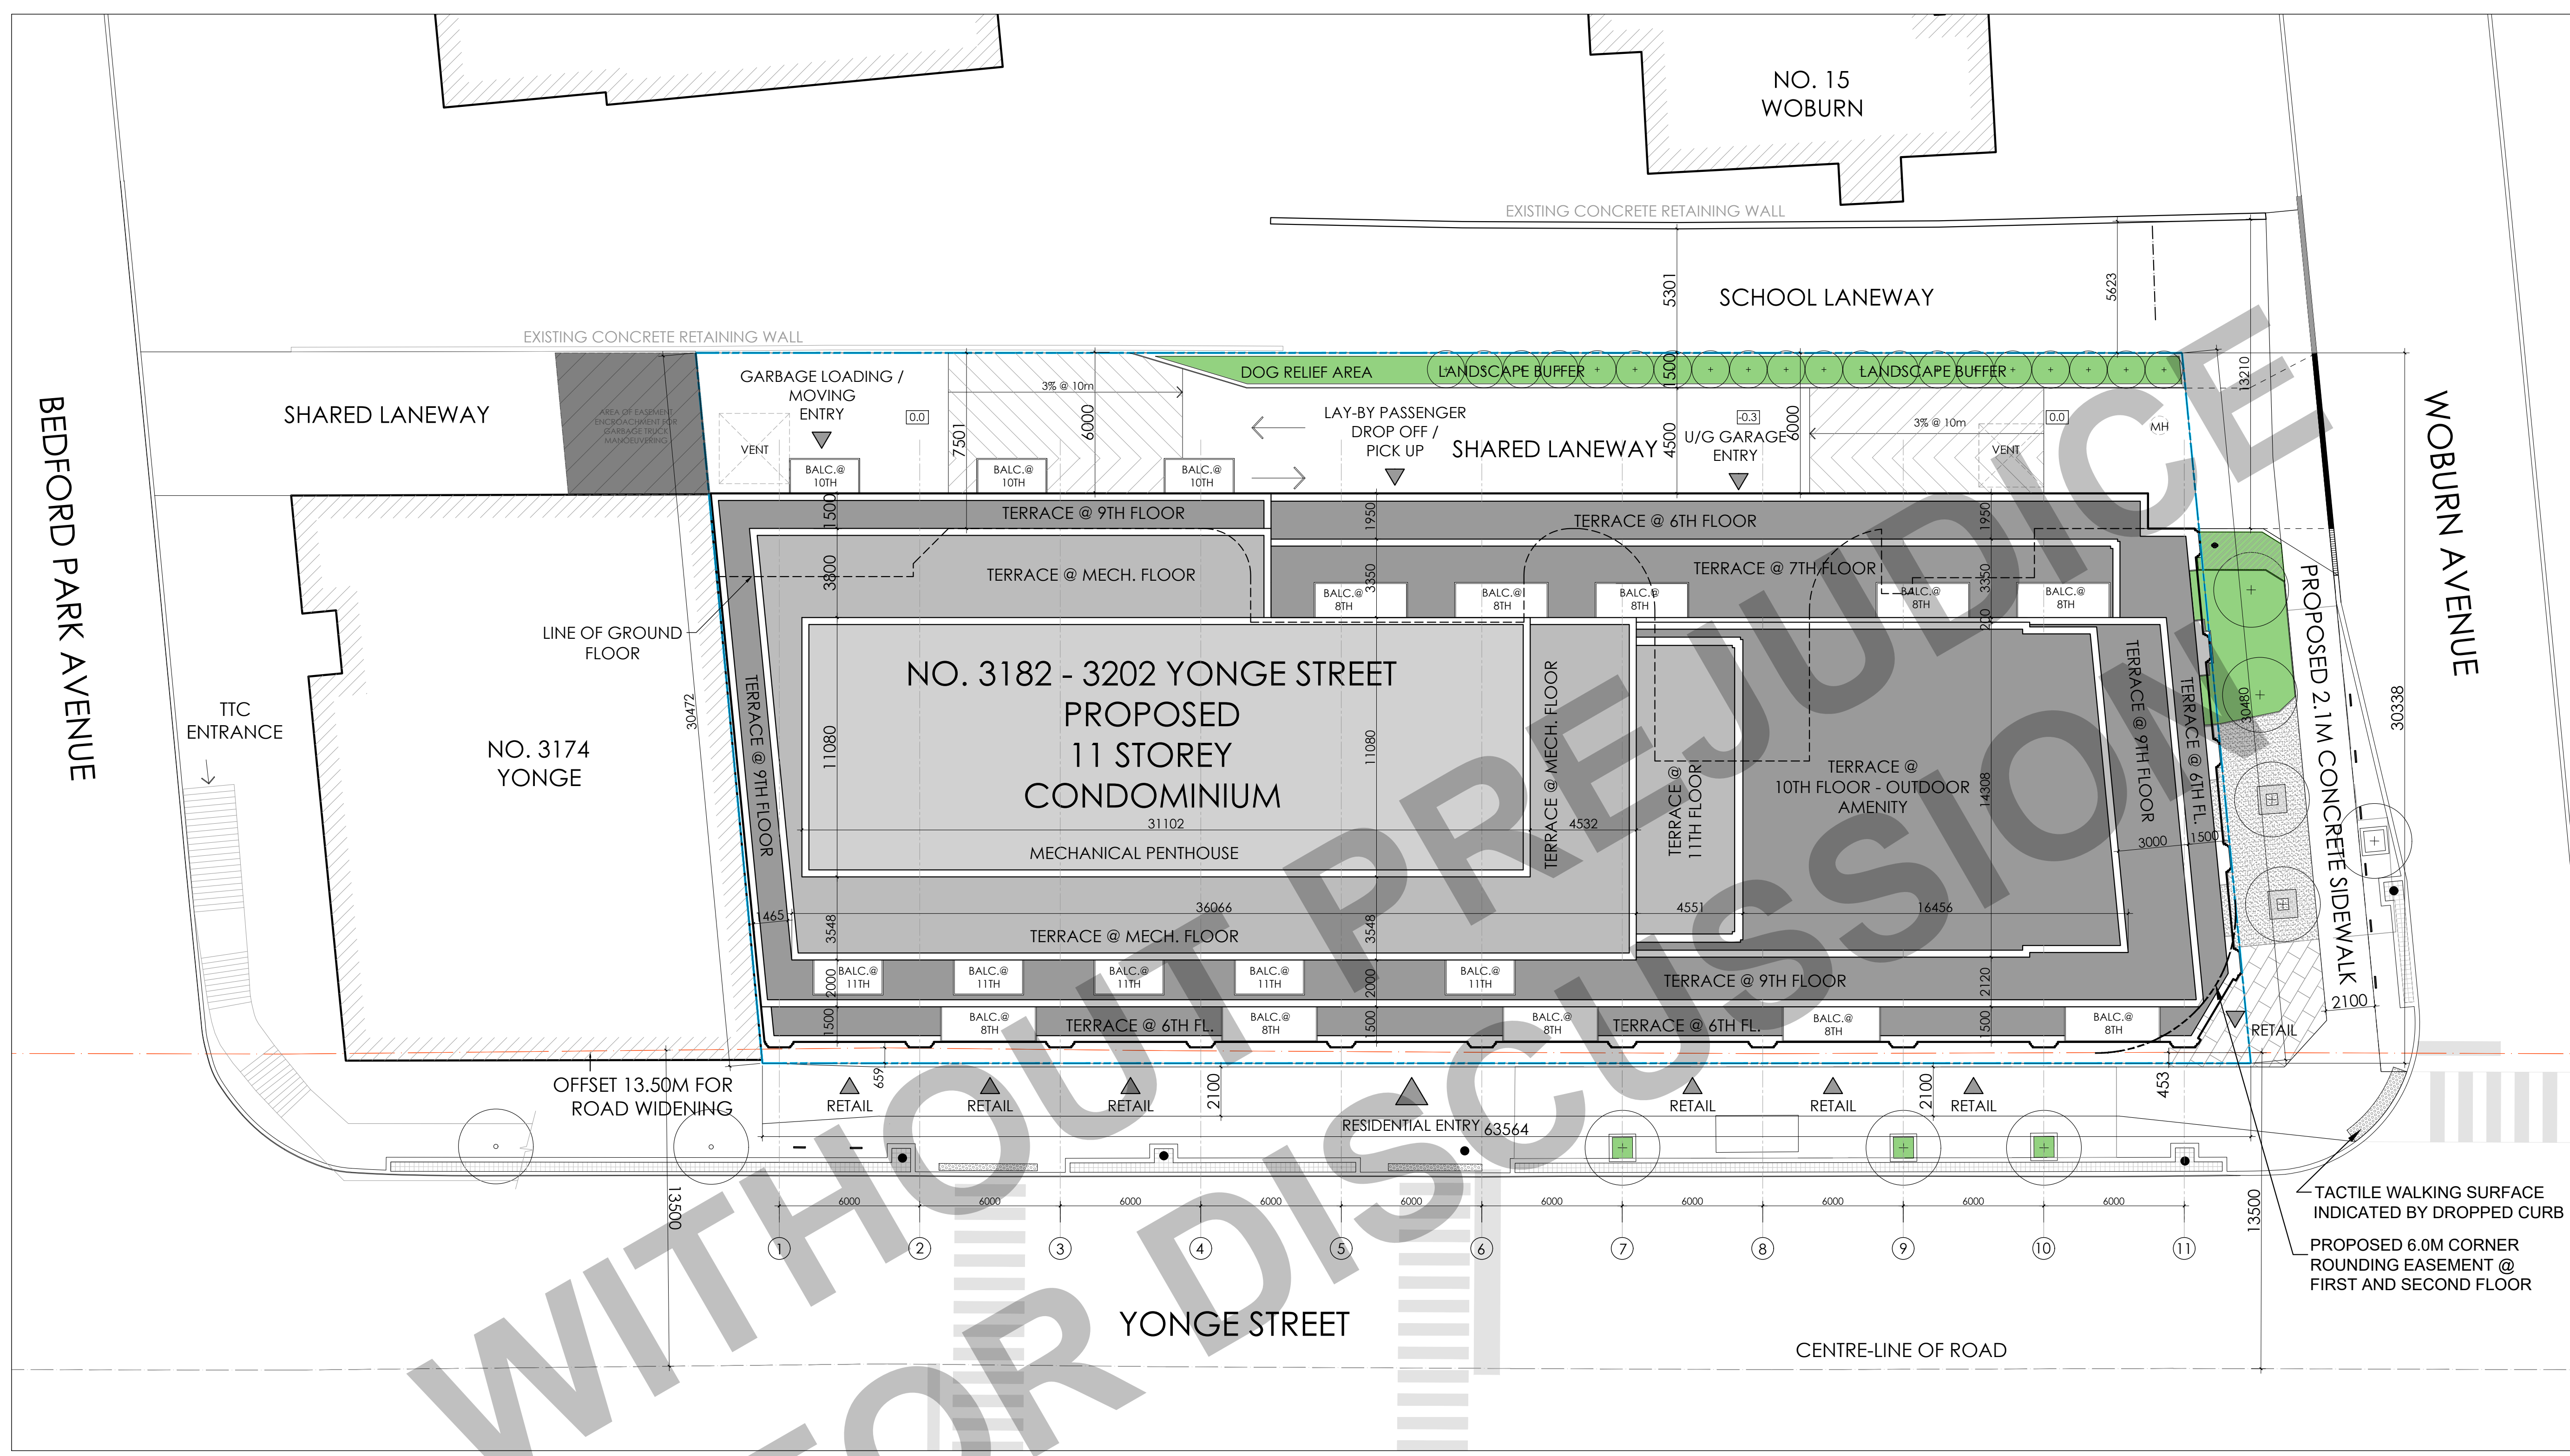 NO. 15
WOBURN
EXISTING CONCRETE RETAINING WALL
5301
SCHOOL LANEWAY
5623
EXISTING CONCRETE RETAINING WALL
13210
GARBAGE LOADING /
MOVING
ENTRY
3% @ 10m
DOG RELIEF AREA
LANDSCAPE BUFFER
1500
LANDSCAPE BUFFER
SHARED LANEWAY
AREA OF EASEMENT
ENCROACHMENT FOR
GARBAGE TRUCK
MANOEUVERING
0.0
VENT
7501
6000
LAY-BY PASSENGER
DROP OFF /
PICK UP
SHARED LANEWAY
4500
U/G GARAGE
ENTRY
-0.3
6000
3% @ 10m
0.0
VENT
MH
BEDFORD PARK AVENUE
WOBURN AVENUE
BALC.@
10TH
BALC.@
10TH
BALC.@
10TH
1500
TERRACE @ 9TH FLOOR
1950
TERRACE @ 6TH FLOOR
1950
3800
TERRACE @ MECH. FLOOR
3350
TERRACE @ 7TH FLOOR
3350
BALC.@
8TH
BALC.@
8TH
BALC.@
8TH
BALC.@
8TH
BALC.@
8TH
200
LINE OF GROUND
FLOOR
30472
TERRACE @ 9TH FLOOR
NO. 3182 - 3202 YONGE STREET
PROPOSED
11 STOREY
CONDOMINIUM
11080
11080
31102
4532
MECHANICAL PENTHOUSE
TERRACE @ MECH. FLOOR
TERRACE @
11TH FLOOR
TERRACE @
10TH FLOOR - OUTDOOR
AMENITY
14308
TERRACE @ 9TH FLOOR
TERRACE @ 6TH FL.
3000
1500
30480
PROPOSED 2.1M CONCRETE SIDEWALK
30338
TTC
ENTRANCE
NO. 3174
YONGE
1465
36066
4551
16456
3548
TERRACE @ MECH. FLOOR
3548
BALC.@
11TH
BALC.@
11TH
BALC.@
11TH
BALC.@
11TH
BALC.@
11TH
2000
2000
TERRACE @ 9TH FLOOR
2120
2100
1500
BALC.@
8TH
TERRACE @ 6TH FL.
BALC.@
8TH
1500
BALC.@
8TH
TERRACE @ 6TH FL.
BALC.@
8TH
1500
BALC.@
8TH
RETAIL
OFFSET 13.50M FOR
ROAD WIDENING
659
RETAIL
RETAIL
RETAIL
2100
RESIDENTIAL ENTRY
63564
RETAIL
RETAIL
2100
RETAIL
453
13500
6000
6000
6000
6000
6000
6000
6000
6000
6000
6000
13500
1
2
3
4
5
6
7
8
9
10
11
TACTILE WALKING SURFACE
INDICATED BY DROPPED CURB
PROPOSED 6.0M CORNER
ROUNDING EASEMENT @
FIRST AND SECOND FLOOR
YONGE STREET
CENTRE-LINE OF ROAD
WITHOUT PREJUDICE
FOR DISCUSSION